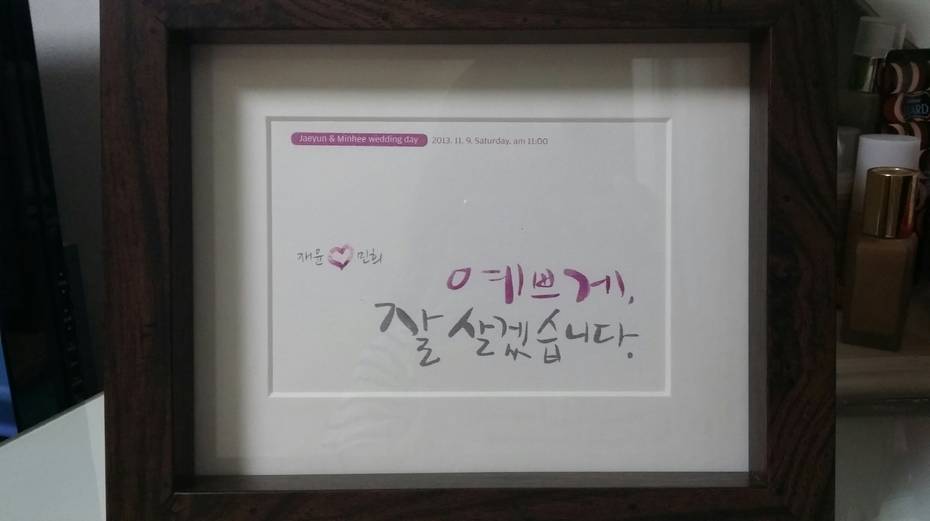 Jaeyun & Minhee wedding day 2013. 11. 9. Saturday. am 11:00
재윤 민희
예쁘게,
잘 살겠습니다.